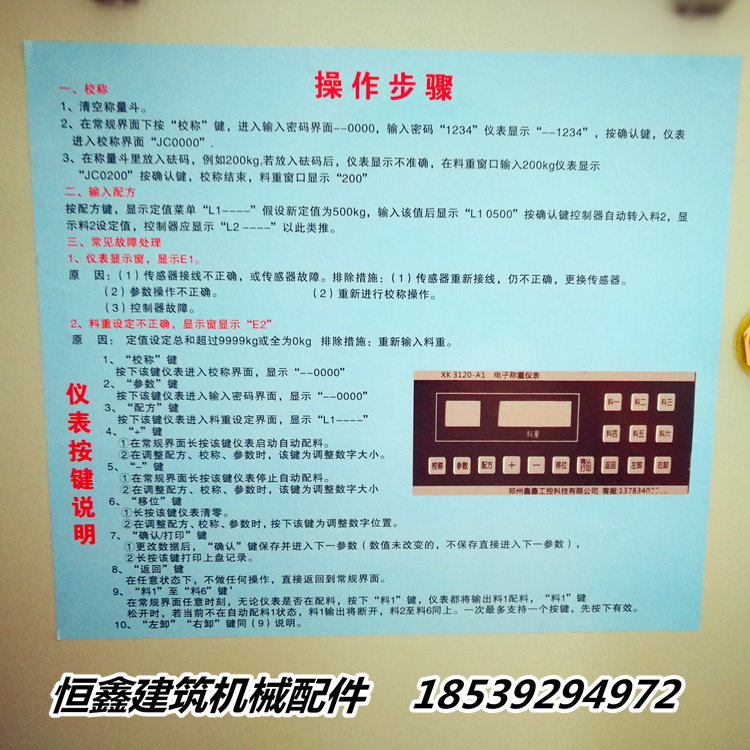 操作步骤
一、校称
1、清空称量斗。
2、在常规界面下按“校称”键，进入输入密码界面--0000，输入密码“1234”仪表显示“--1234”，按确认键，仪表
进入校称界面“JC0000”.
3、在称量斗里放入砝码，例如200kg,若放入砝码后，仪表显示不准确，在料重窗口输入200kg仪表显示
“JC0200”按确认键，校称结束，料重窗口显示“200”
二、输入配方
按配方键，显示定值菜单“L1----”假设新定值为500kg，输入该值后显示“L1 0500”按确认键控制器自动转入料2，显
示料2设定值，控制器应显示“L2 ----”以此类推。
三、常见故障处理
1、仪表显示窗，显示E1。
原 因：（1）传感器接线不正确，或传感器故障。排除措施：（1）传感器重新接线，仍不正确，更换传感器。
（2）参数操作不正确。 （2）重新进行校称操作。
（3）控制器故障。
2、料重设定不正确，显示窗显示“E2”
原 因： 定值设定总和超过9999kg或全为0kg 排除措施：重新输入料重。
仪表按键说明
1、“校称”键
按下该键仪表进入校称界面，显示“--0000”
2、“参数”键
按下该键仪表进入输入密码界面，显示“--0000”
3、“配方”键
按下该键仪表进入料重设定界面，显示“L1----”
4、“+”键
①在常规界面长按该键仪表启动自动配料。
②在调整配方、校称、参数时，该键为调整数字大小。
5、“-”键
①在常规界面长按该键仪表停止自动配料。
②在调整配方、校称、参数时，该键为调整数字大小
6、“移位”键
①长按该键仪表清零。
②在调整配方、校称、参数时，按下该键为调整数字位置。
7、“确认/打印”键
①更改数据后，“确认”键保存并进入下一参数（数值未改变的，不保存直接进入下一参数），
②长按该键打印上盘记录。
8、“返回”键
在任意状态下，不做任何操作，直接返回到常规界面。
9、“料1”至“料6”键‘
在常规界面任意时刻，无论仪表是否在配料，按下“料1”键，仪表都将输出料1配料，“料1”键
松开时，若当前不在自动配料1状态，料1输出将断开，料2至料6同上。一次最多支持一个按键，先按下有效。
10、“左卸”“右卸”键同（9）说明。
XK 3120-A1 电子称重仪表
料重
料一 料二 料三
料四 料五 料六
校称 参数 配方 + - 移位 确认打印 返回 左卸 右卸
郑州鑫鑫工控科技有限公司 客服:1378340
恒鑫建筑机械配件 18539294972